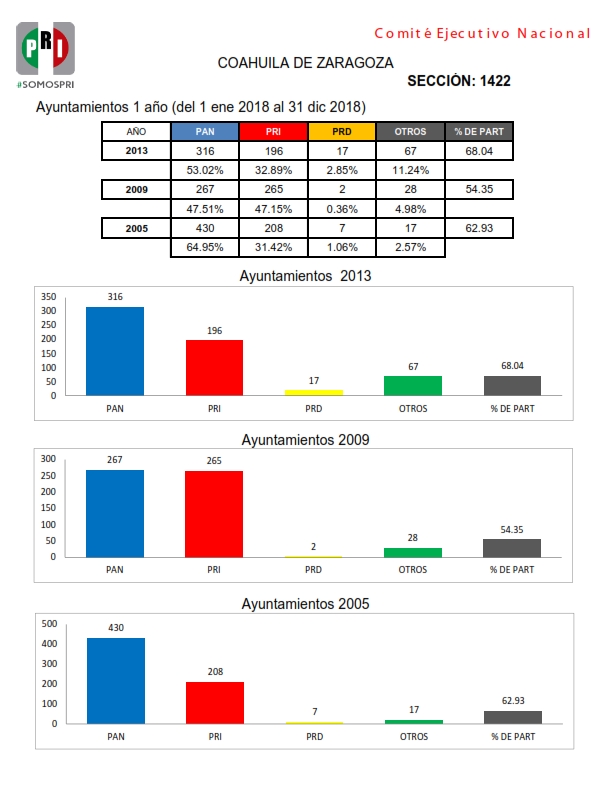 Comité Ejecutivo Nacional
PRI
#SOMOSPRI
COAHUILA DE ZARAGOZA
SECCIÓN: 1422
Ayuntamientos 1 año (del 1 ene 2018 al 31 dic 2018)
AÑO PAN PRI PRD OTROS % DE PART
2013 316 196 17 67 68.04
53.02% 32.89% 2.85% 11.24%
2009 267 265 2 28 54.35
47.51% 47.15% 0.36% 4.98%
2005 430 208 7 17 62.93
64.95% 31.42% 1.06% 2.57%
Ayuntamientos 2013
350
300
250
200
150
100
50
0
316 196 17 67 68.04
PAN PRI PRD OTROS % DE PART
Ayuntamientos 2009
300
250
200
150
100
50
0
267 265 2 28 54.35
PAN PRI PRD OTROS % DE PART
Ayuntamientos 2005
500
400
300
200
100
0
430 208 7 17 62.93
PAN PRI PRD OTROS % DE PART